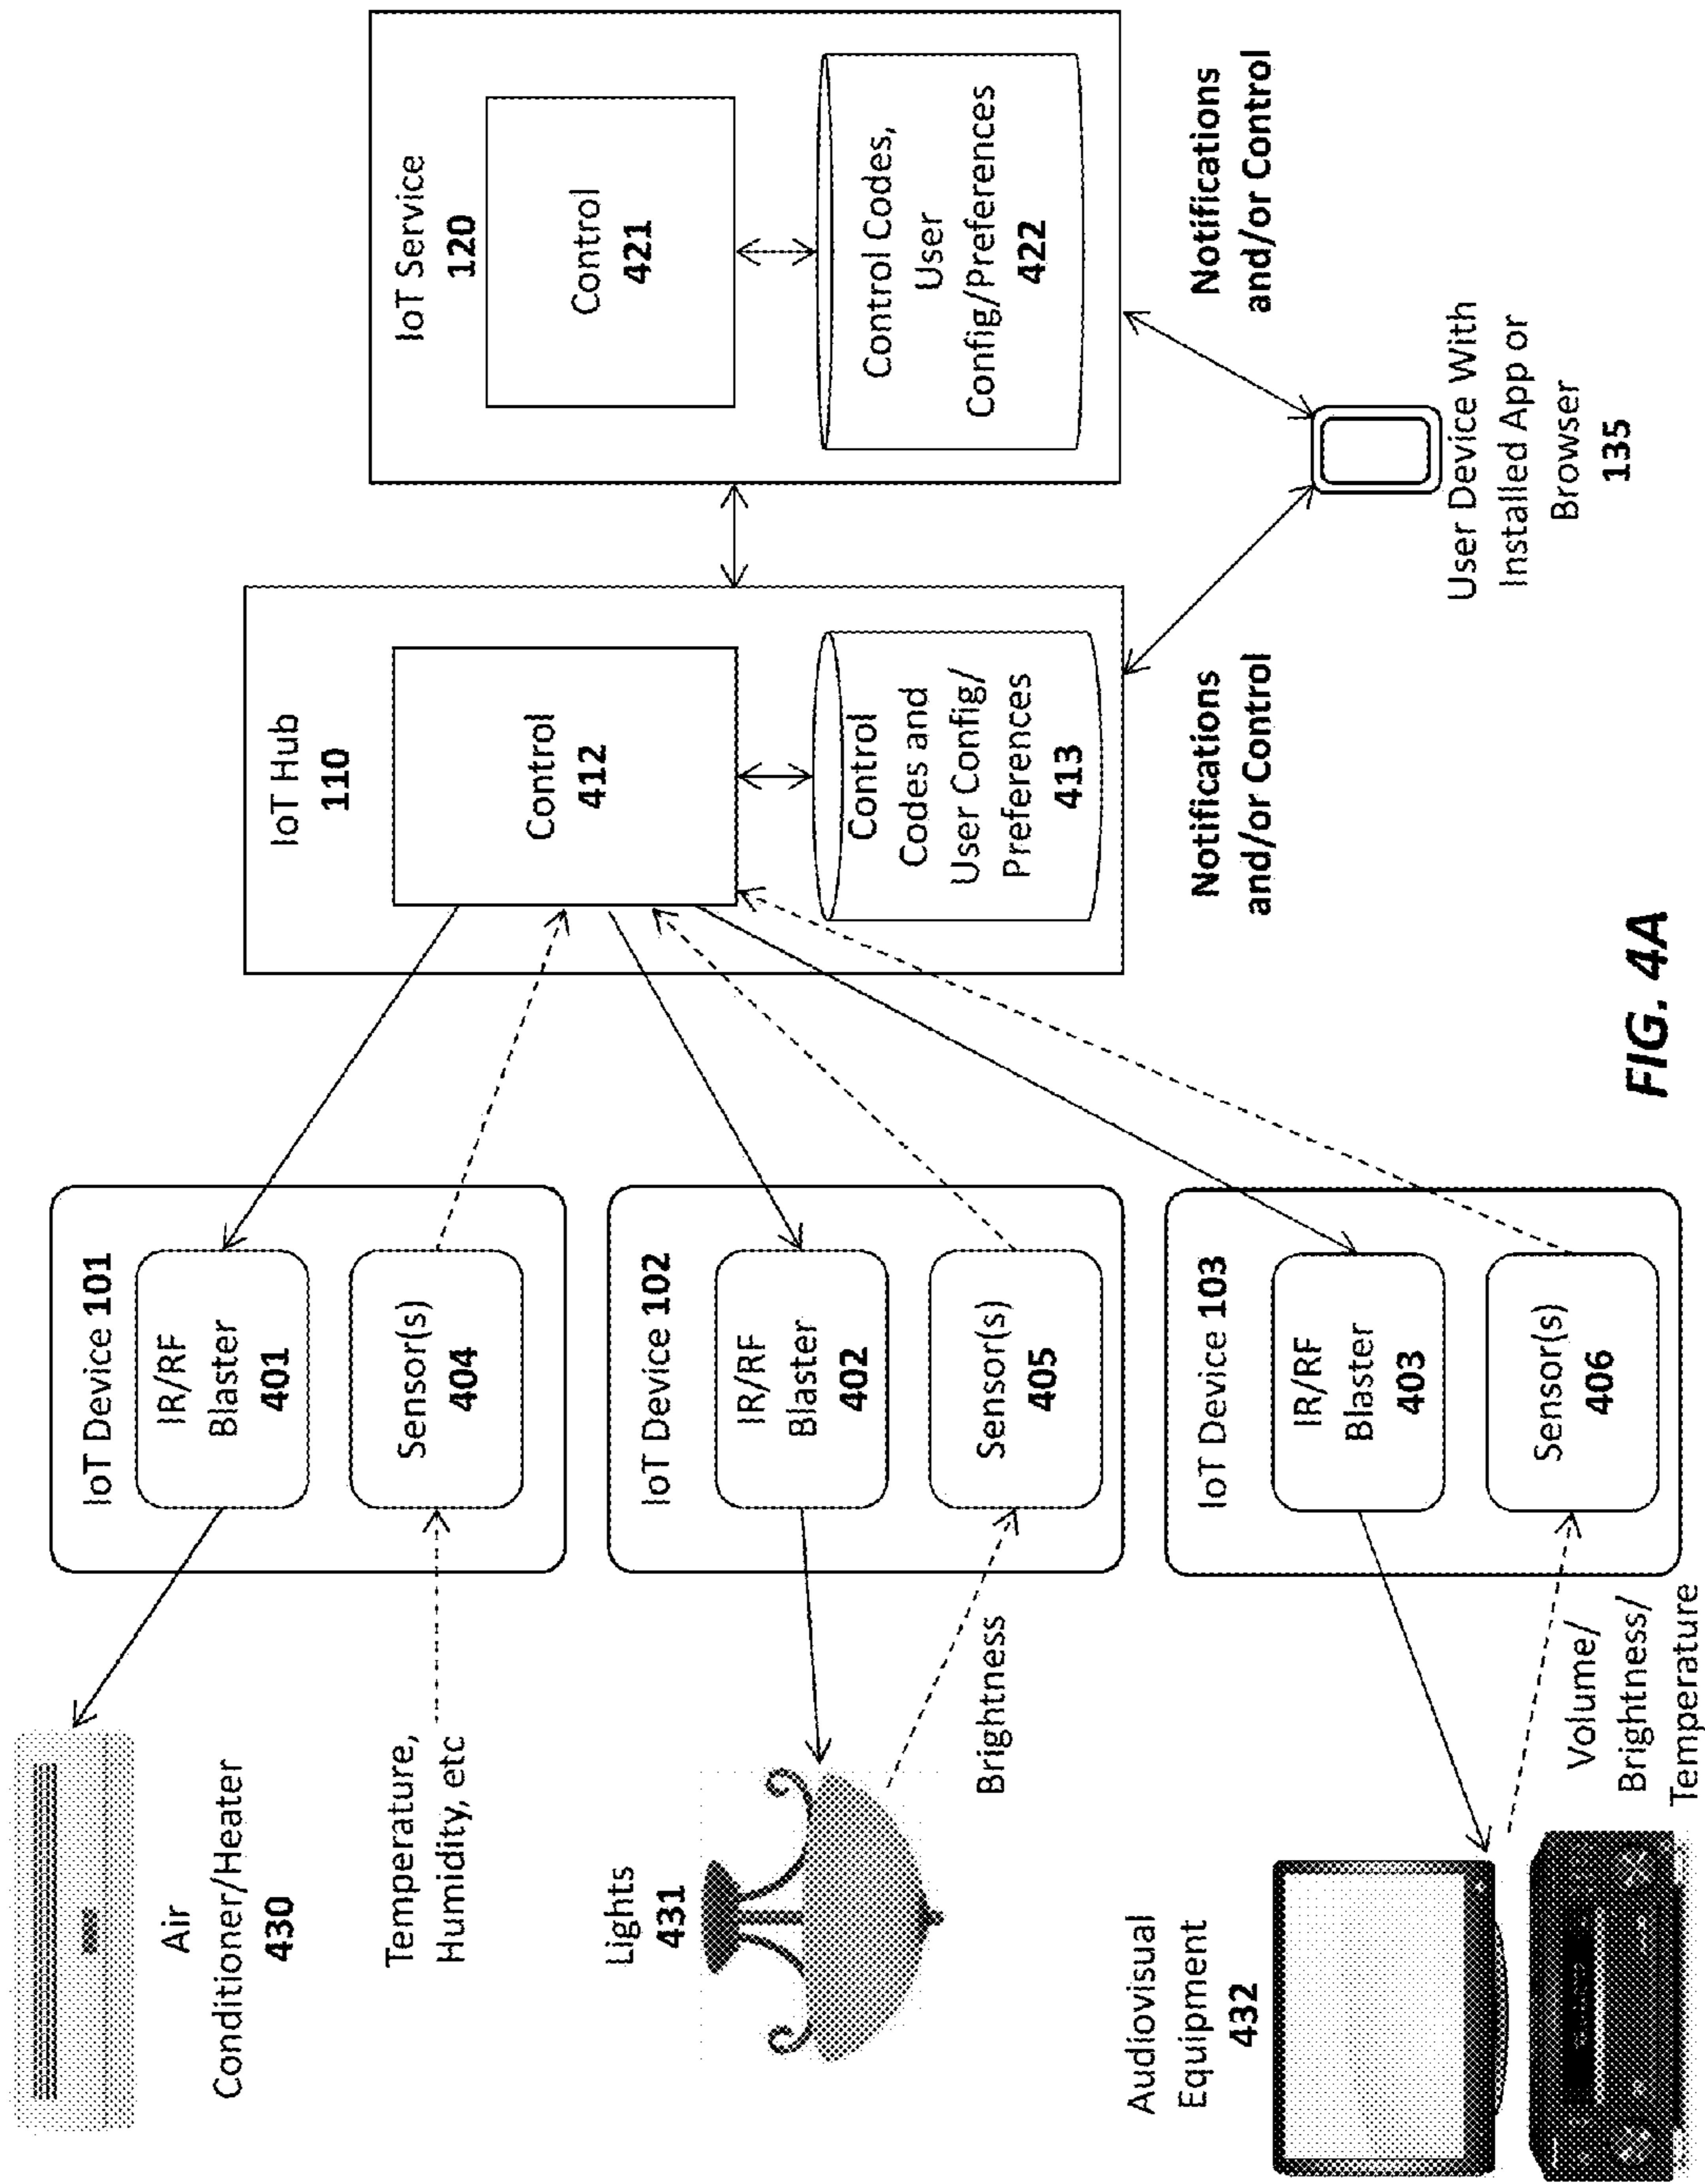 Air
Conditioner/Heater
430
Temperature,
Humidity, etc
Lights
431
Brightness
Audiovisual
Equipment
432
Volume/
Brightness/
Temperature
IoT Device 101
IR/RF
Blaster
401
Sensor(s)
404
IoT Device 102
IR/RF
Blaster
402
Sensor(s)
405
IoT Device 103
IR/RF
Blaster
403
Sensor(s)
406
IoT Hub
110
Control
412
Control
Codes and
User Config/
Preferences
413
Notifications
and/or Control
IoT Service
120
Control
421
Control Codes,
User
Config/Preferences
422
Notifications
and/or Control
User Device With
Installed App or
Browser
135
FIG. 4A